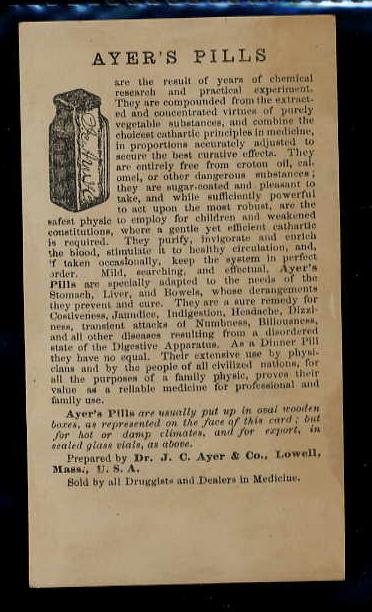 AYER'S PILLS
are the result of years of chemical
research and practical experiment.
They are compounded from the extract-
ed and concentrated virtues of purely
vegetable substances, and combine the
choicest cathartic principles in medicine,
in proportions accurately adjusted to
secure the best curative effects. They
are entirely free from croton oil, cal-
omel, or other dangerous substances;
they are sugar-coated and pleasant to
take, and while sufficiently powerful
to act upon the most robust, are the
safest physic to employ for children and weakened
constitutions, where a gentle yet efficient cathartic
is required. They purify, invigorate and enrich
the blood, stimulate it to healthy circulation, and,
if taken occasionally, keep the system in perfect
order. Mild, searching, and effectual, Ayer's
Pills are specially adapted to the needs of the
Stomach, Liver, and Bowels, whose derangements
they prevent and cure. They are a sure remedy for
Costiveness, Jaundice, Indigestion, Headache, Dizzi-
ness, transient attacks of Numbness, Biliousness,
and all other diseases resulting from a disordered
state of the Digestive Apparatus. As a Dinner Pill
they have no equal. Their extensive use by physi-
cians and by the people of all civilized nations, for
all the purposes of a family physic, proves their
value as a reliable medicine for professional and
family use.
Ayer's Pills are usually put up in oval wooden
boxes, as represented on the face of this card; but
for hot or damp climates, and for export, in
sealed glass vials, as above.
Prepared by Dr. J. C. Ayer & Co., Lowell,
Mass., U. S. A.
Sold by all Druggists and Dealers in Medicine.